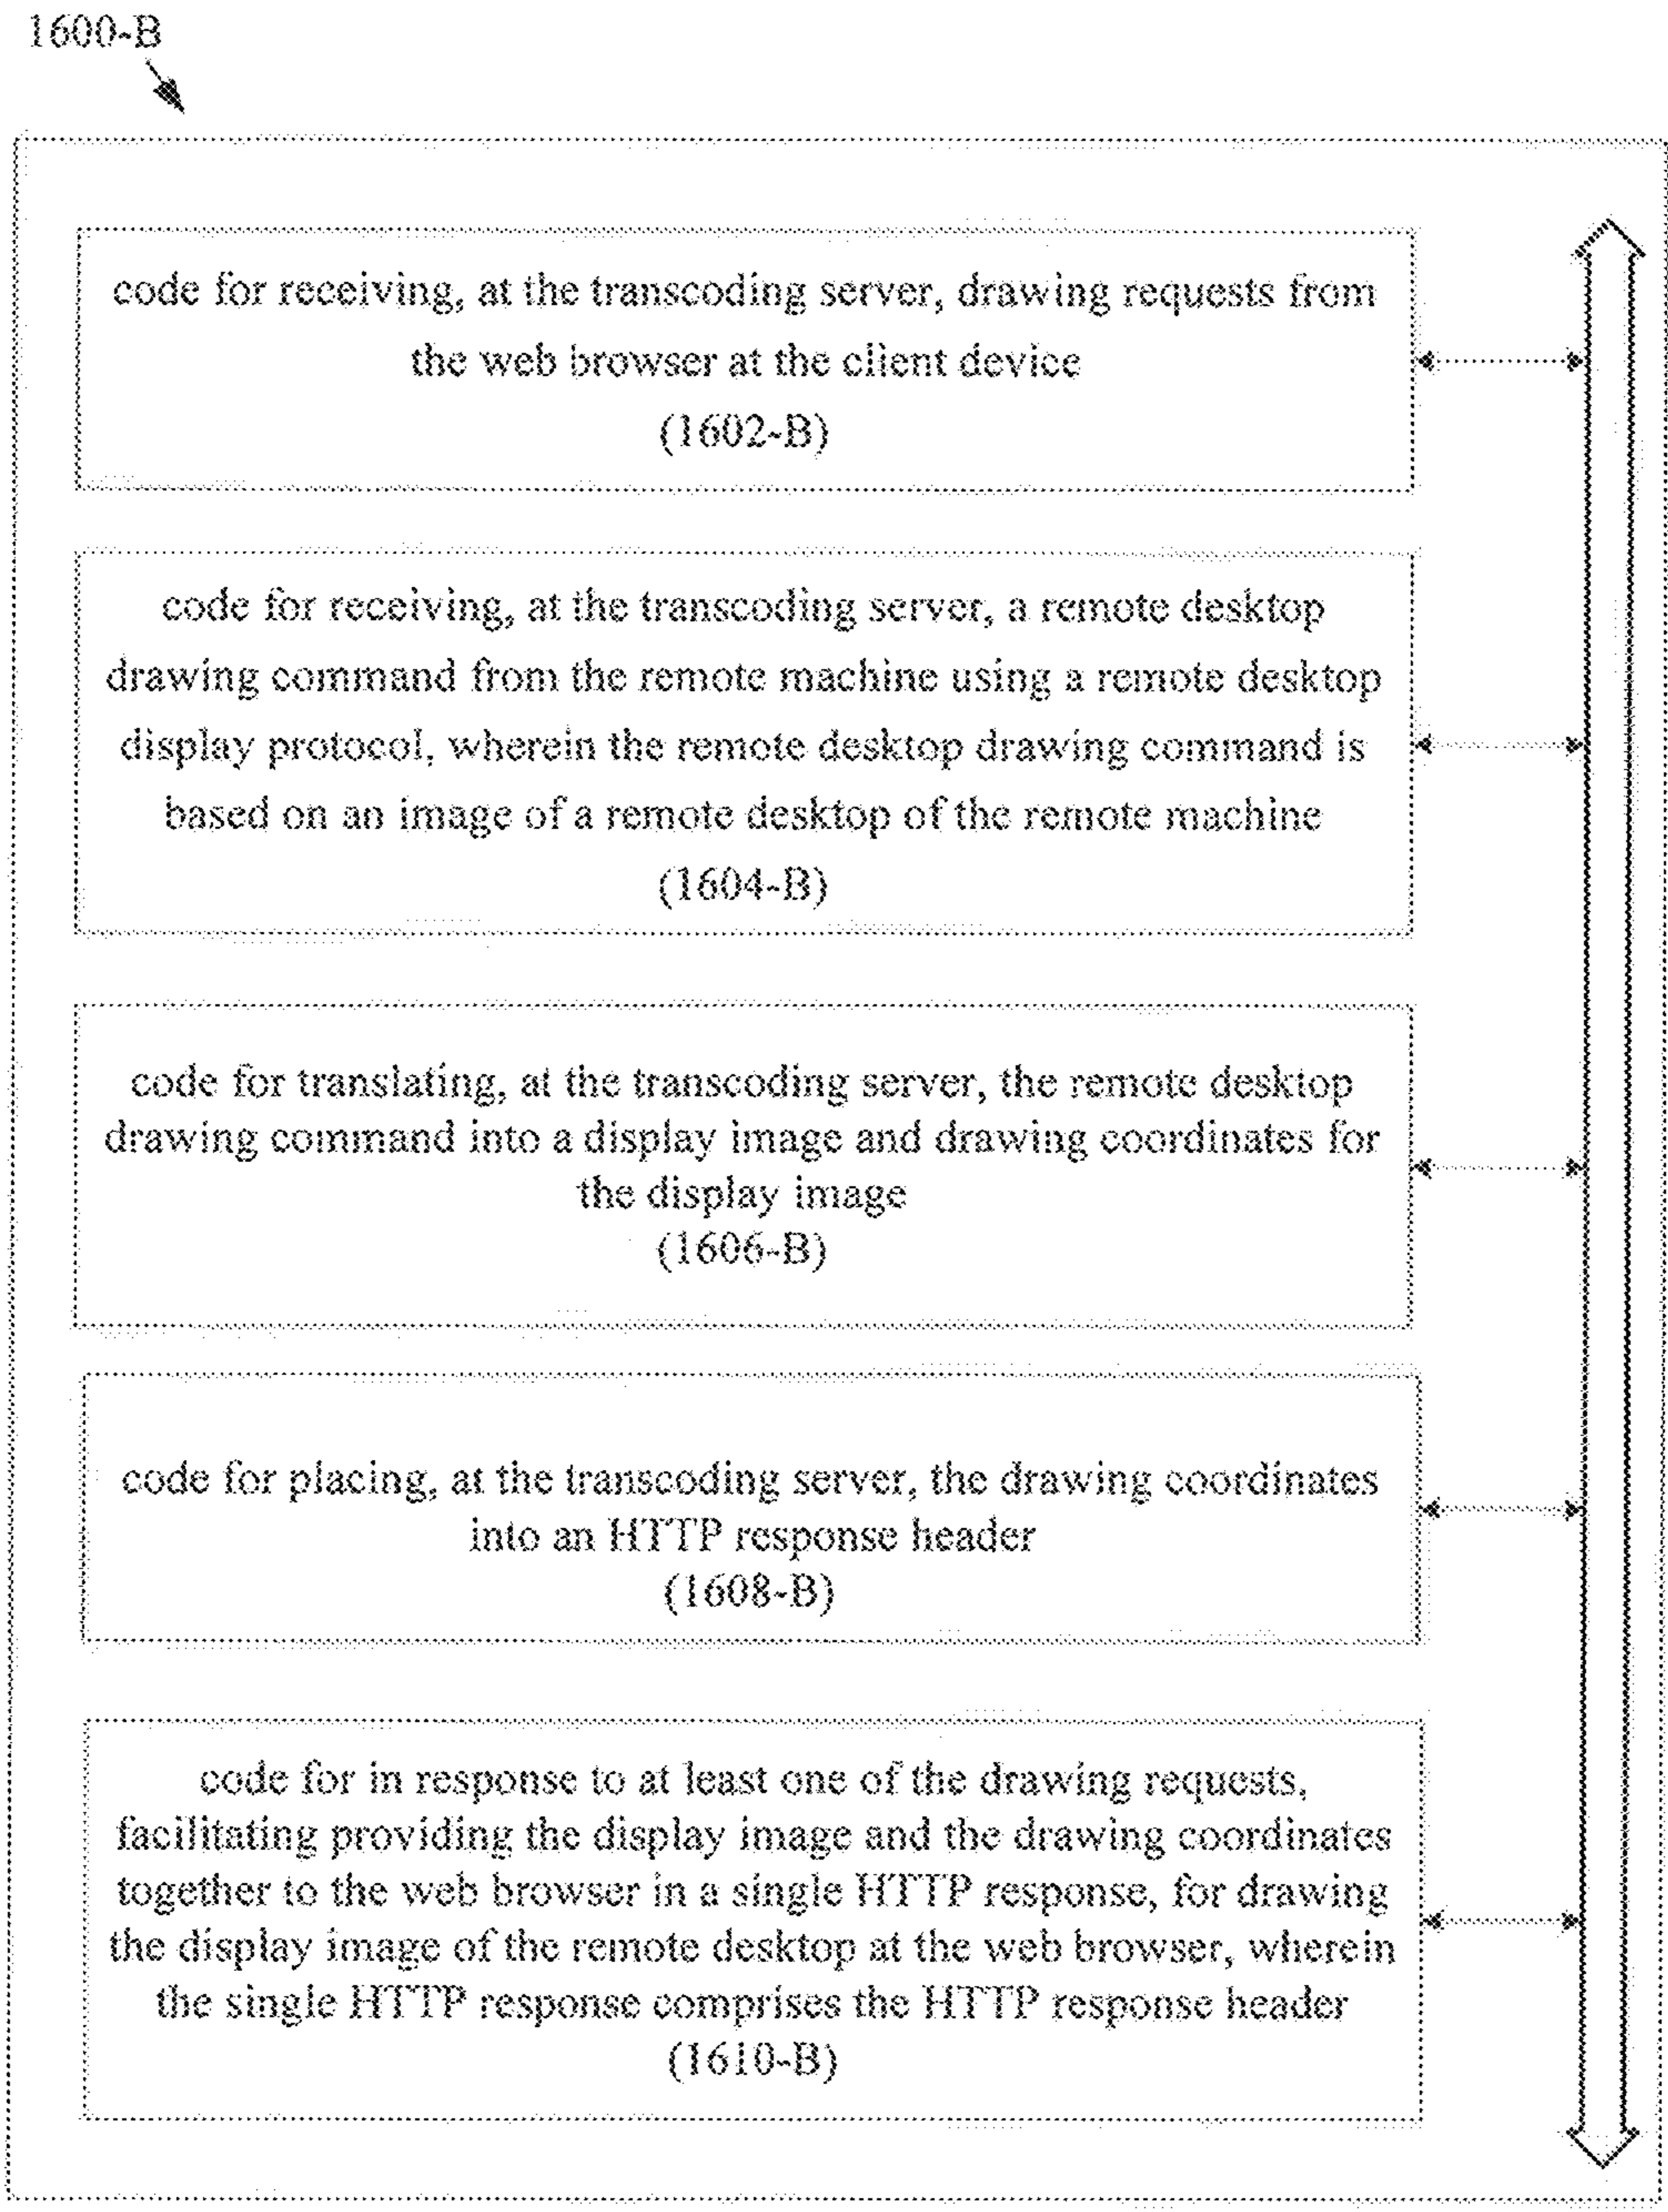 1600-B
code for receiving, at the transcoding server, drawing requests from
the web browser at the client device
(1602-B)
code for receiving, at the transcoding server, a remote desktop
drawing command from the remote machine using a remote desktop
display protocol, wherein the remote desktop drawing command is
based on an image of a remote desktop of the remote machine
(1604-B)
code for translating, at the transcoding server, the remote desktop
drawing command into a display image and drawing coordinates for
the display image
(1606-B)
code for placing, at the transcoding server, the drawing coordinates
into an HTTP response header
(1608-B)
code for in response to at least one of the drawing requests,
facilitating providing the display image and the drawing coordinates
together to the web browser in a single HTTP response, for drawing
the display image of the remote desktop at the web browser, wherein
the single HTTP response comprises the HTTP response header
(1610-B)